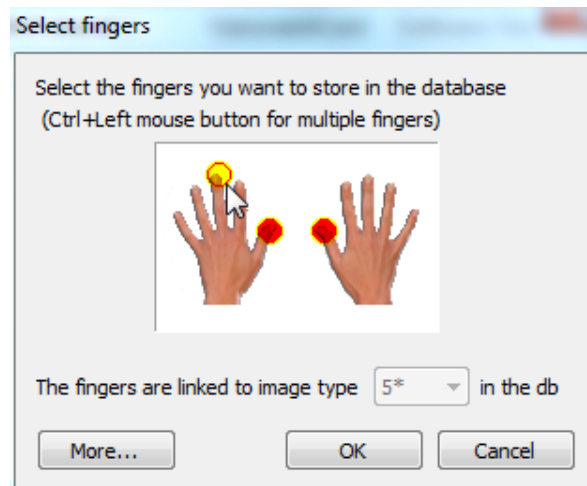 Select fingers
Select the fingers you want to store in the database
(Ctrl+Left mouse button for multiple fingers)
The fingers are linked to image type 5* in the db
More... OK Cancel